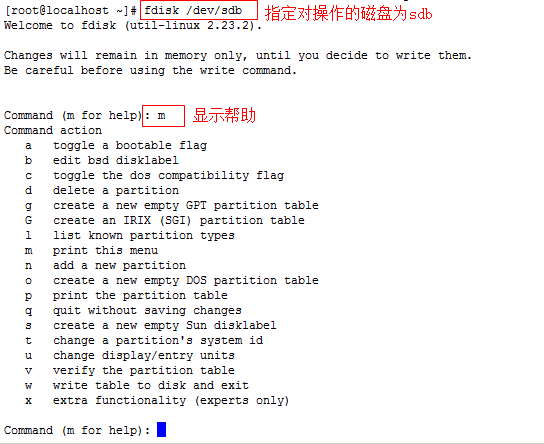 [root@localhost ~]# fdisk /dev/sdb 指定对操作的磁盘为sdb
Welcome to fdisk (util-linux 2.23.2).
Changes will remain in memory only, until you decide to write them.
Be careful before using the write command.
Command (m for help): m 显示帮助
Command action
a toggle a bootable flag
b edit bsd disklabel
c toggle the dos compatibility flag
d delete a partition
g create a new empty GPT partition table
G create an IRIX (SGI) partition table
l list known partition types
m print this menu
n add a new partition
o create a new empty DOS partition table
p print the partition table
q quit without saving changes
s create a new empty Sun disklabel
t change a partition's system id
u change display/entry units
v verify the partition table
w write table to disk and exit
x extra functionality (experts only)
Command (m for help):